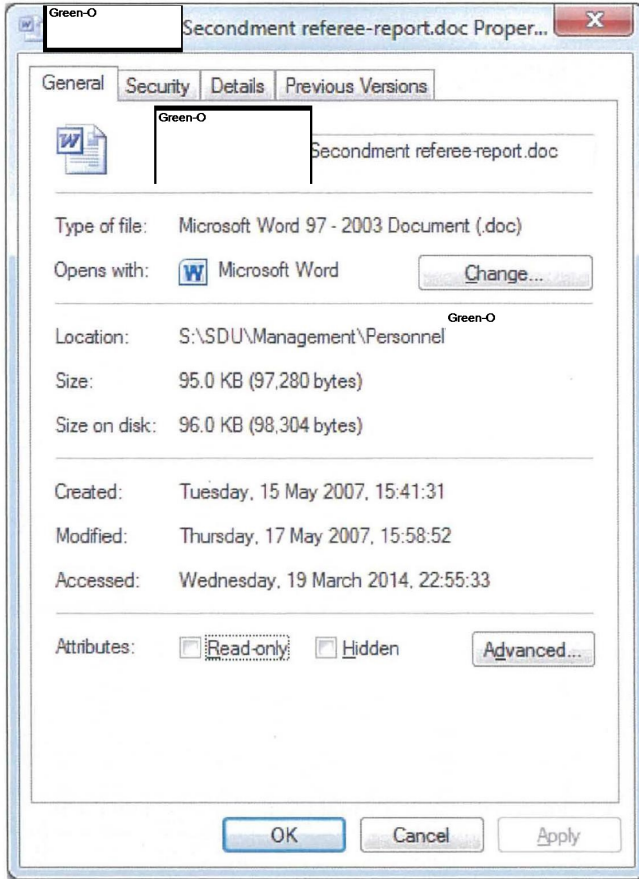 Green-O
Secondment referee-report.doc Proper...
General Security Details Previous Versions
Green-O
Secondment referee-report.doc
Type of file: Microsoft Word 97 - 2003 Document (.doc)
Opens with: Microsoft Word Change...
Green-O
Location: S:\SDU\Management\Personnel
Size: 95.0 KB (97,280 bytes)
Size on disk: 96.0 KB (98,304 bytes)
Created: Tuesday, 15 May 2007, 15:41:31
Modified: Thursday, 17 May 2007, 15:58:52
Accessed: Wednesday, 19 March 2014, 22:55:33
Attributes: Read-only Hidden Advanced...
OK Cancel Apply